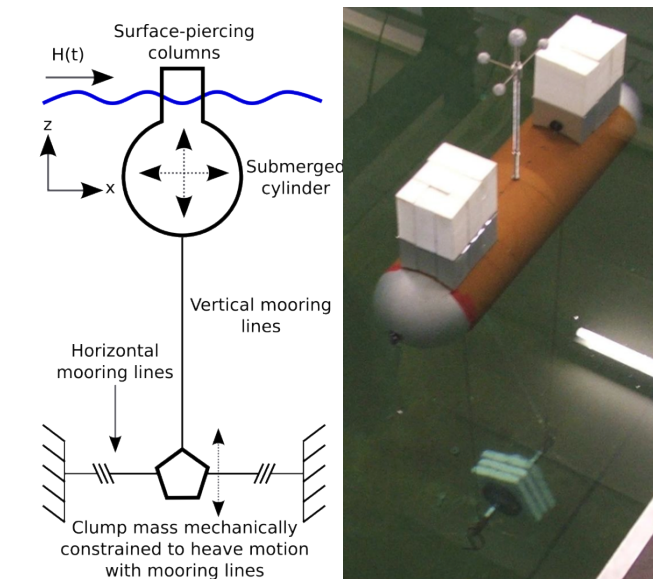 Surface-piercing
columns
H(t)
z
x
Submerged
cylinder
Vertical mooring
lines
Horizontal
mooring lines
Clump mass mechanically
constrained to heave motion
with mooring lines